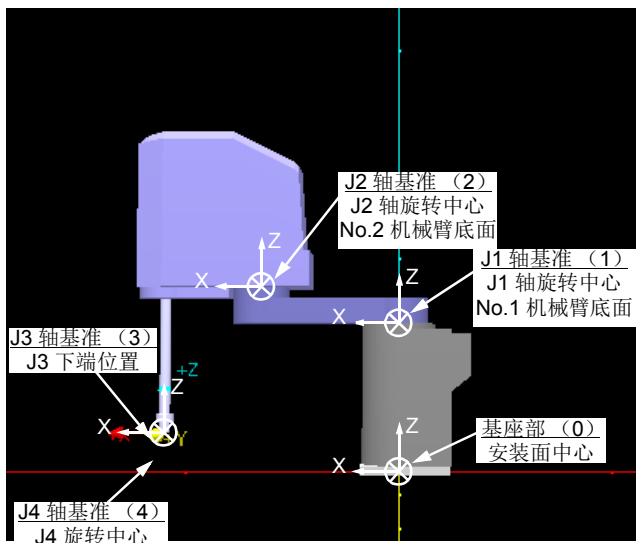 J2 轴基准 （2）
J2 轴旋转中心
No.2 机械臂底面
Z
X
J1 轴基准 （1）
J1 轴旋转中心
No.1 机械臂底面
Z
X
J3 轴基准 （3）
J3 下端位置
+Z
Z
X
Y
基座部（0）
安装面中心
Z
X
J4 轴基准 （4）
J4 旋转中心